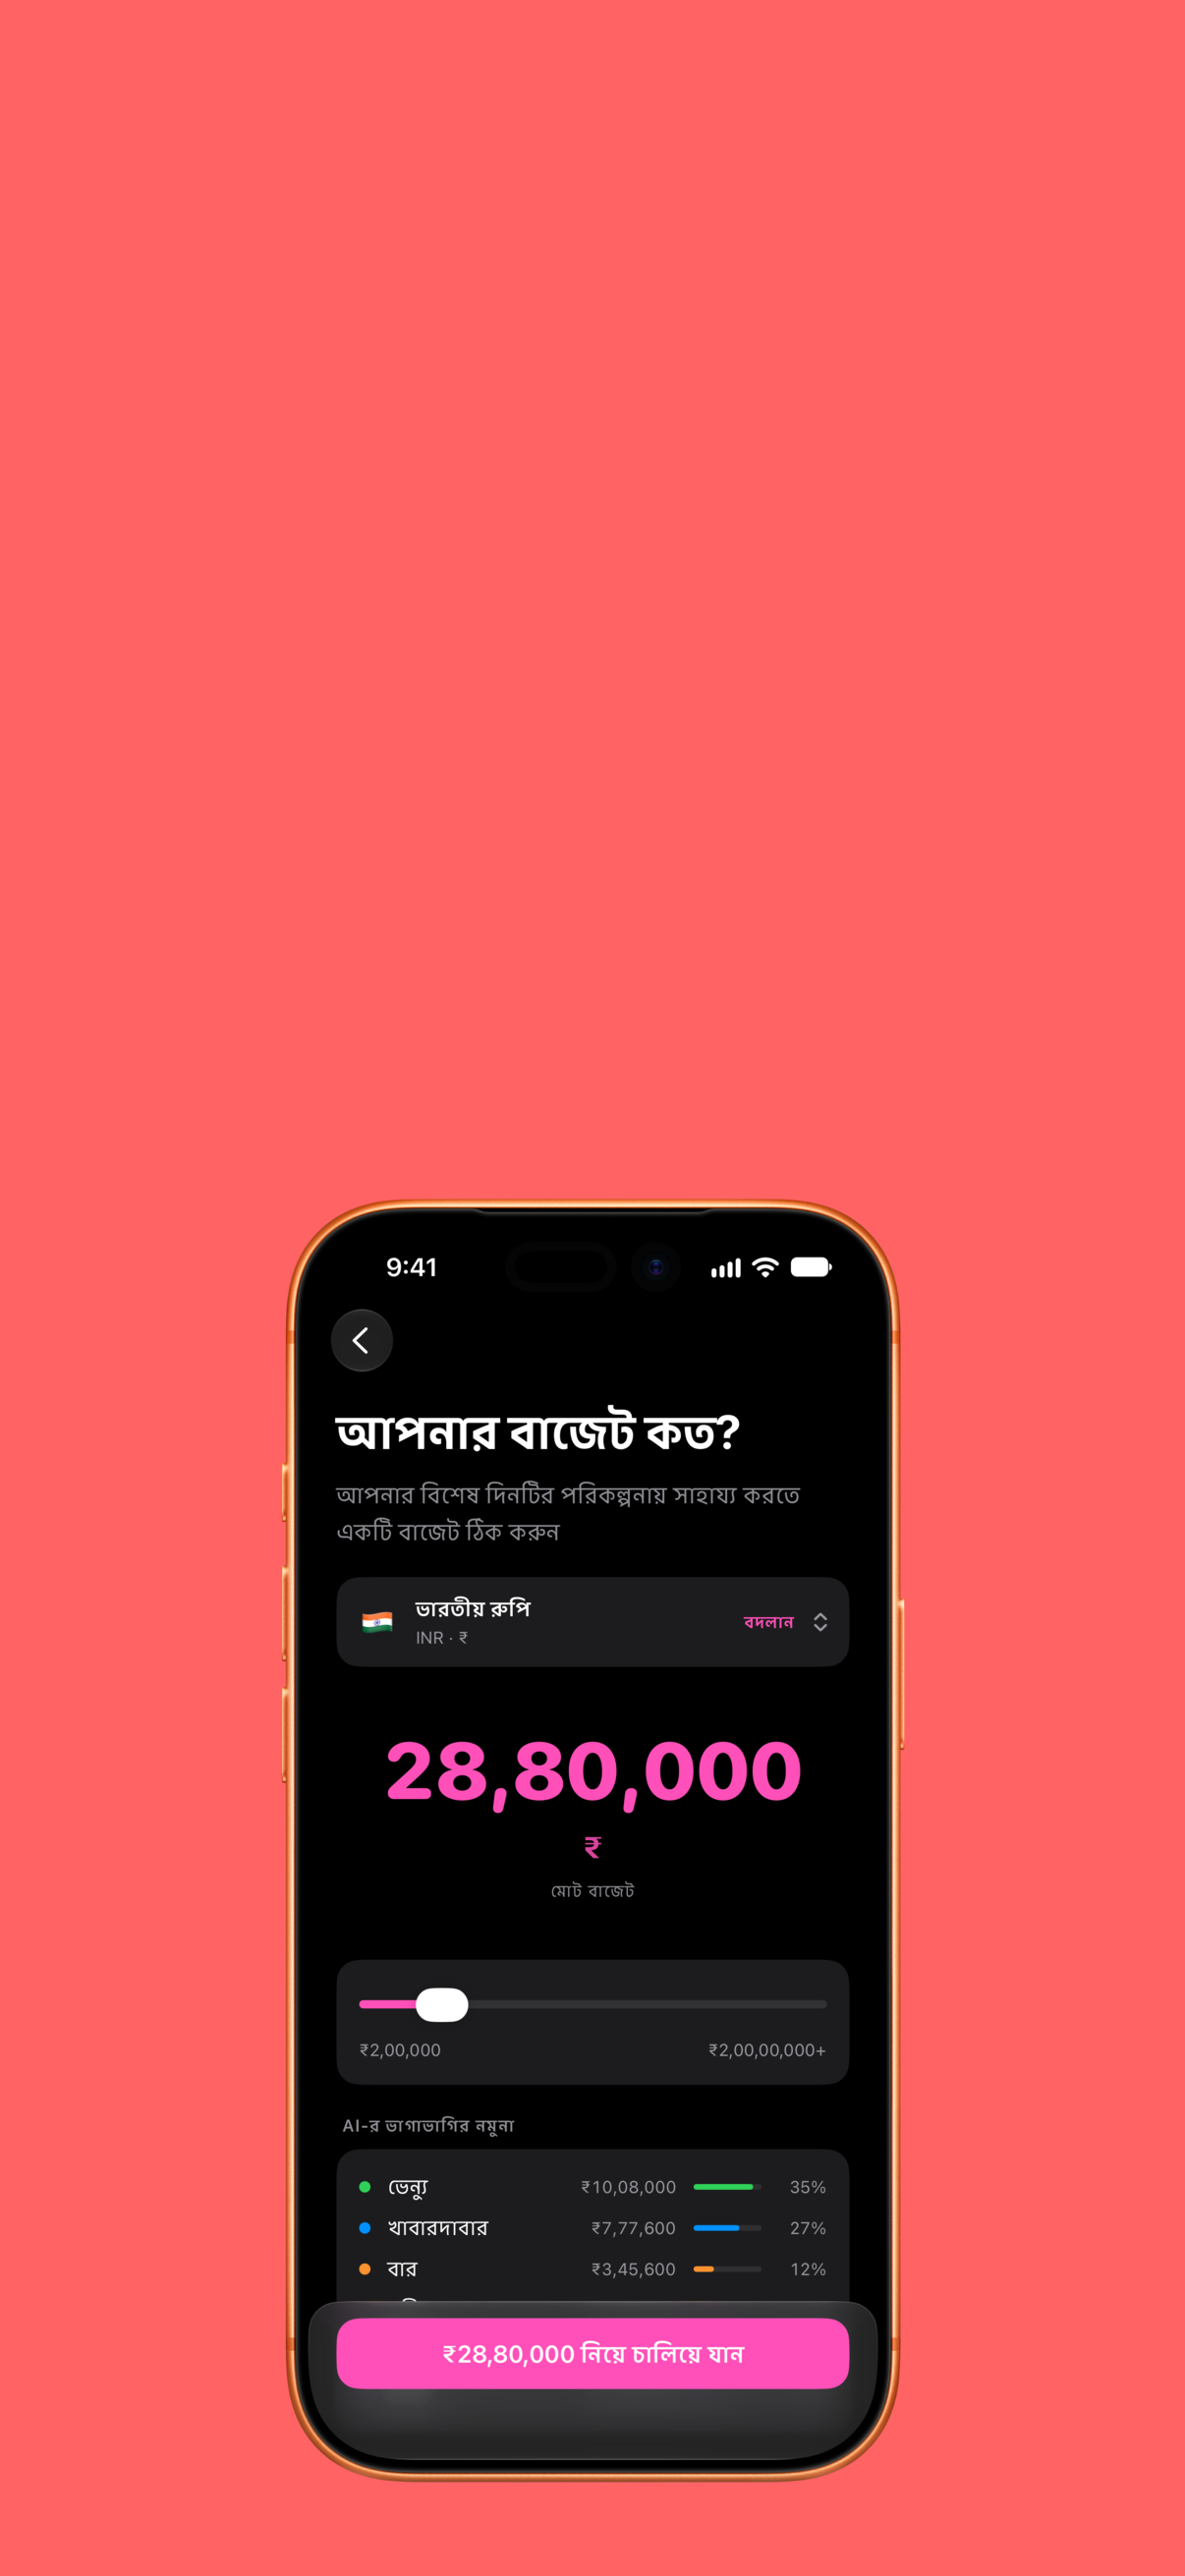 9:41
আপনার বাজেট কত?
আপনার বিশেষ দিনটির পরিকল্পনায় সাহায্য করতে
একটি বাজেট ঠিক করুন
ভারতীয় রুপি
INR · ₹
বদলান
28,80,000
₹
মোট বাজেট
₹2,00,000 ₹2,00,00,000+
AI-র ভাগাভাগির নমুনা
ভেন্যু ₹10,08,000 35%
খাবারদাবার ₹7,77,600 27%
বার ₹3,45,600 12%
₹28,80,000 নিয়ে চালিয়ে যান